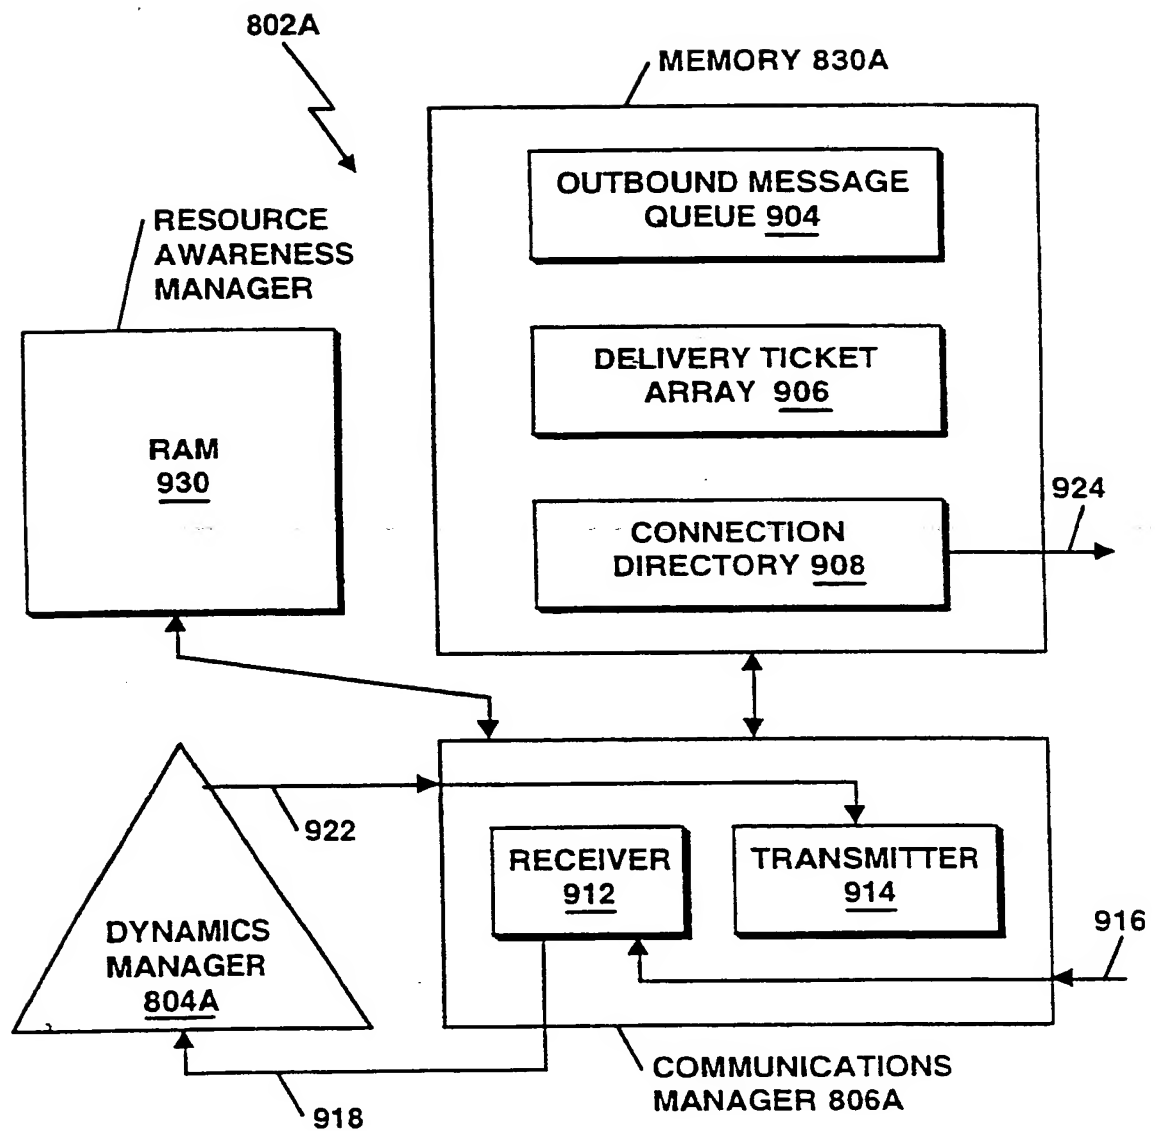 802A
MEMORY 830A
OUTBOUND MESSAGE
QUEUE 904
RESOURCE
AWARENESS
MANAGER
DELIVERY TICKET
ARRAY 906
RAM
930
924
CONNECTION
DIRECTORY 908
922
RECEIVER
912
TRANSMITTER
914
916
DYNAMICS
MANAGER
804A
COMMUNICATIONS
MANAGER 806A
918